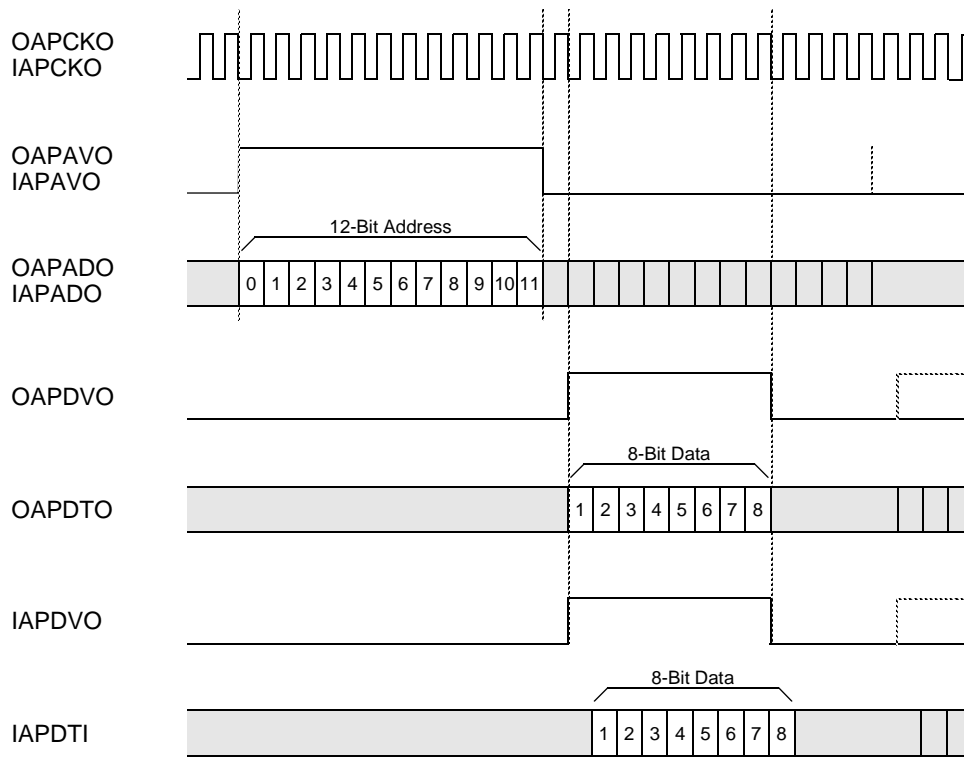 OAPCKO
IAPCKO
OAPAVO
IAPAVO
12-Bit Address
OAPADO
IAPADO
0 1 2 3 4 5 6 7 8 9 10 11
OAPDVO
8-Bit Data
OAPDTO
1 2 3 4 5 6 7 8
IAPDVO
8-Bit Data
IAPDTI
1 2 3 4 5 6 7 8